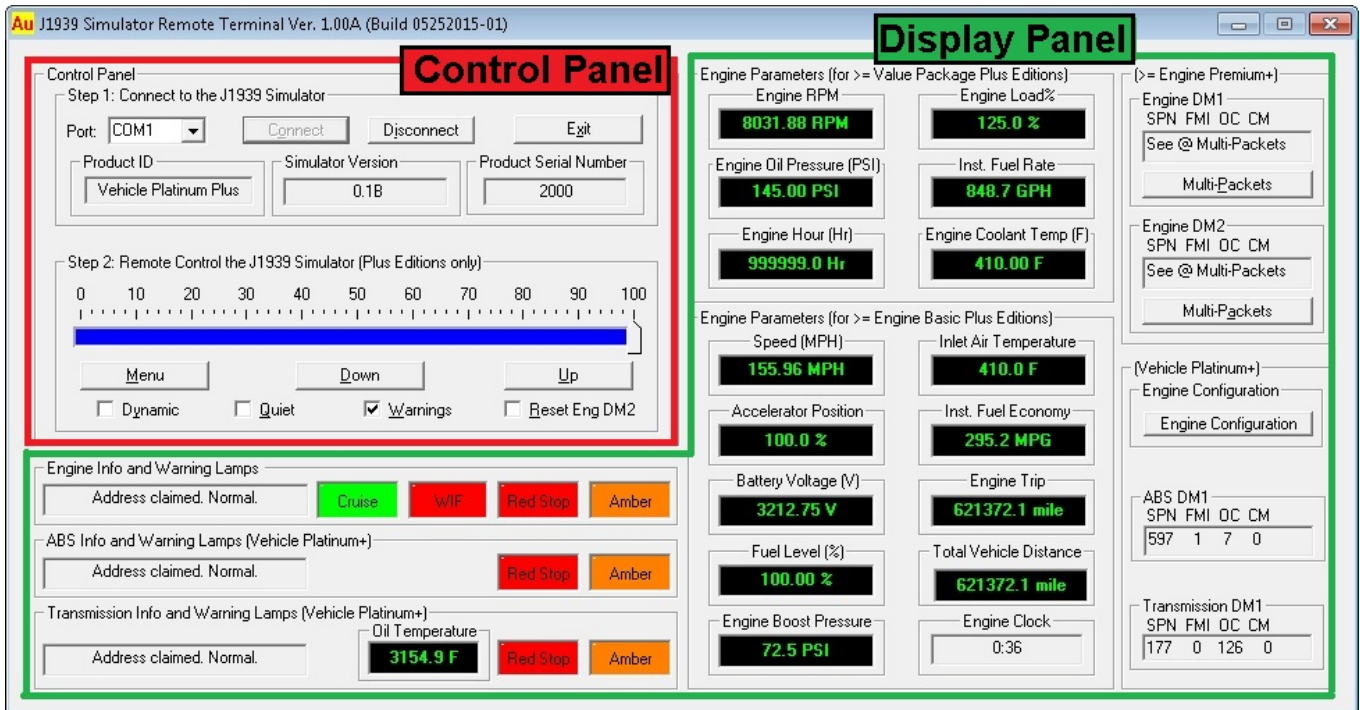 Au J1939 Simulator Remote Terminal Ver. 1.00A (Build 05252015-01)
Control Panel
Display Panel
Control Panel
Step 1: Connect to the J1939 Simulator
Port: COM1 Connect Disconnect Exit
Product ID Simulator Version Product Serial Number
Vehicle Platinum Plus 0.1B 2000
Step 2: Remote Control the J1939 Simulator (Plus Editions only)
0 10 20 30 40 50 60 70 80 90 100
Menu Down Up
Dynamic Quiet Warnings Reset Eng DM2
Engine Info and Warning Lamps
Address claimed. Normal. Cruise WIF Red Stop Amber
ABS Info and Warning Lamps (Vehicle Platinum+)
Address claimed. Normal. Red Stop Amber
Transmission Info and Warning Lamps (Vehicle Platinum+)
Oil Temperature
Address claimed. Normal. 3154.9 F Red Stop Amber
Engine Parameters (for >= Value Package Plus Editions)
Engine RPM Engine Load%
8031.88 RPM 125.0 %
Engine Oil Pressure (PSI) Inst. Fuel Rate
145.00 PSI 848.7 GPH
Engine Hour (Hr) Engine Coolant Temp (F)
999999.0 Hr 410.00 F
Engine Parameters (for >= Engine Basic Plus Editions)
Speed (MPH) Inlet Air Temperature
155.96 MPH 410.0 F
Accelerator Position Inst. Fuel Economy
100.0 % 295.2 MPG
Battery Voltage (V) Engine Trip
3212.75 V 621372.1 mile
Fuel Level (%) Total Vehicle Distance
100.00 % 621372.1 mile
Engine Boost Pressure Engine Clock
72.5 PSI 0:36
(>= Engine Premium+)
Engine DM1
SPN FMI OC CM
See @ Multi-Packets
Multi-Packets
Engine DM2
SPN FMI OC CM
See @ Multi-Packets
Multi-Packets
(Vehicle Platinum+)
Engine Configuration
Engine Configuration
ABS DM1
SPN FMI OC CM
597 1 7 0
Transmission DM1
SPN FMI OC CM
177 0 126 0